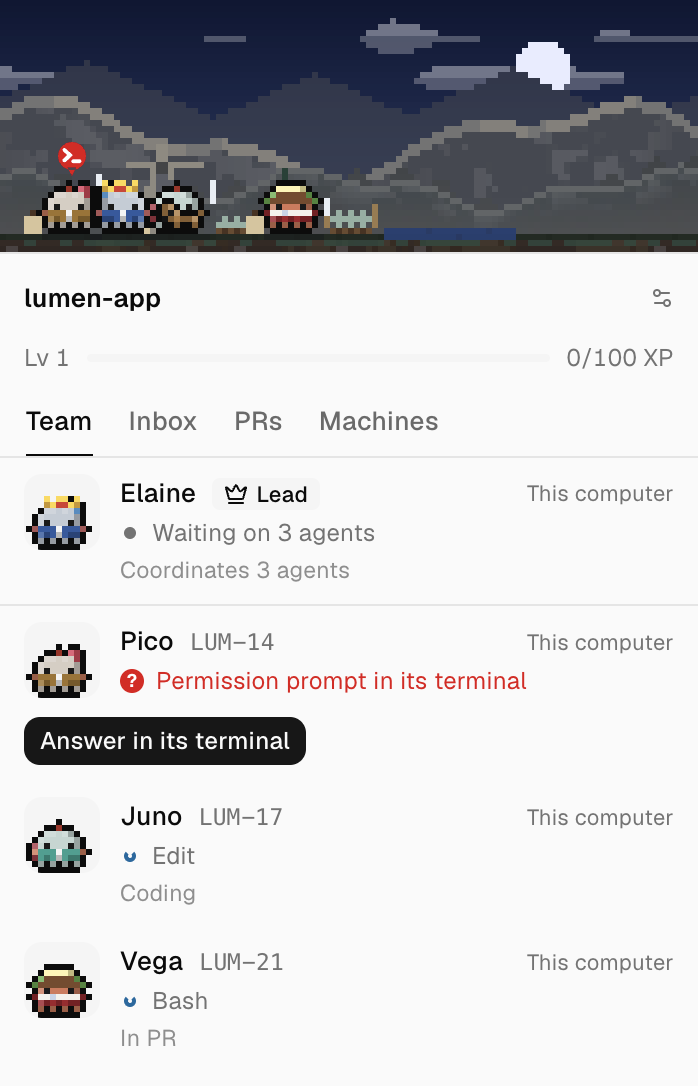 lumen-app
Lv 1 0/100 XP
Team Inbox PRs Machines
Elaine Lead This computer
Waiting on 3 agents
Coordinates 3 agents
Pico LUM-14 This computer
Permission prompt in its terminal
Answer in its terminal
Juno LUM-17 This computer
Edit
Coding
Vega LUM-21 This computer
Bash
In PR